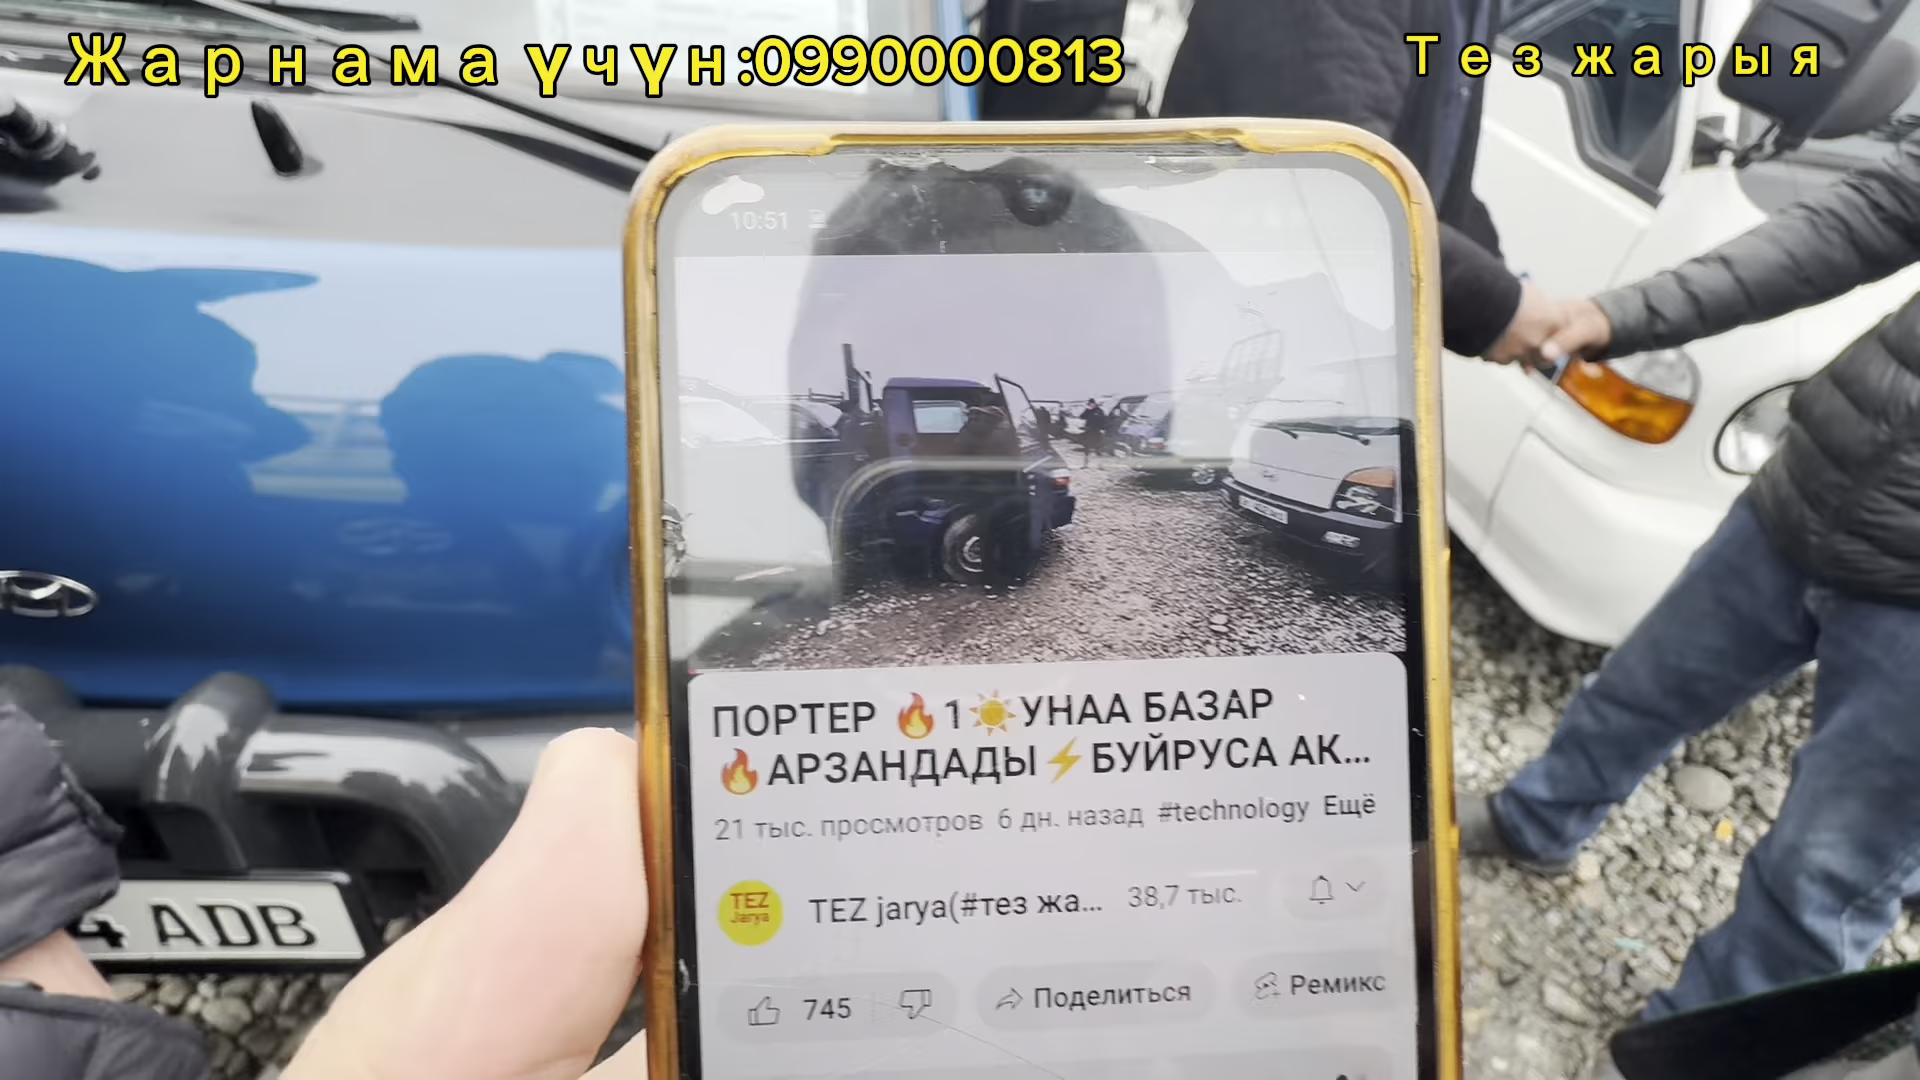 Жарнама үчүн:0990000813
Тез жарыя
10:51
ПОРТЕР 🔥1☀️УНАА БАЗАР
🔥АРЗАНДАДЫ⚡БУЙРУСА АК...
21 тыс. просмотров 6 дн. назад #technology Ещё
TEZ
Jarya
TEZ jarya(#тез жа... 38,7 тыс.
745 Поделиться Ремикс
4 ADB